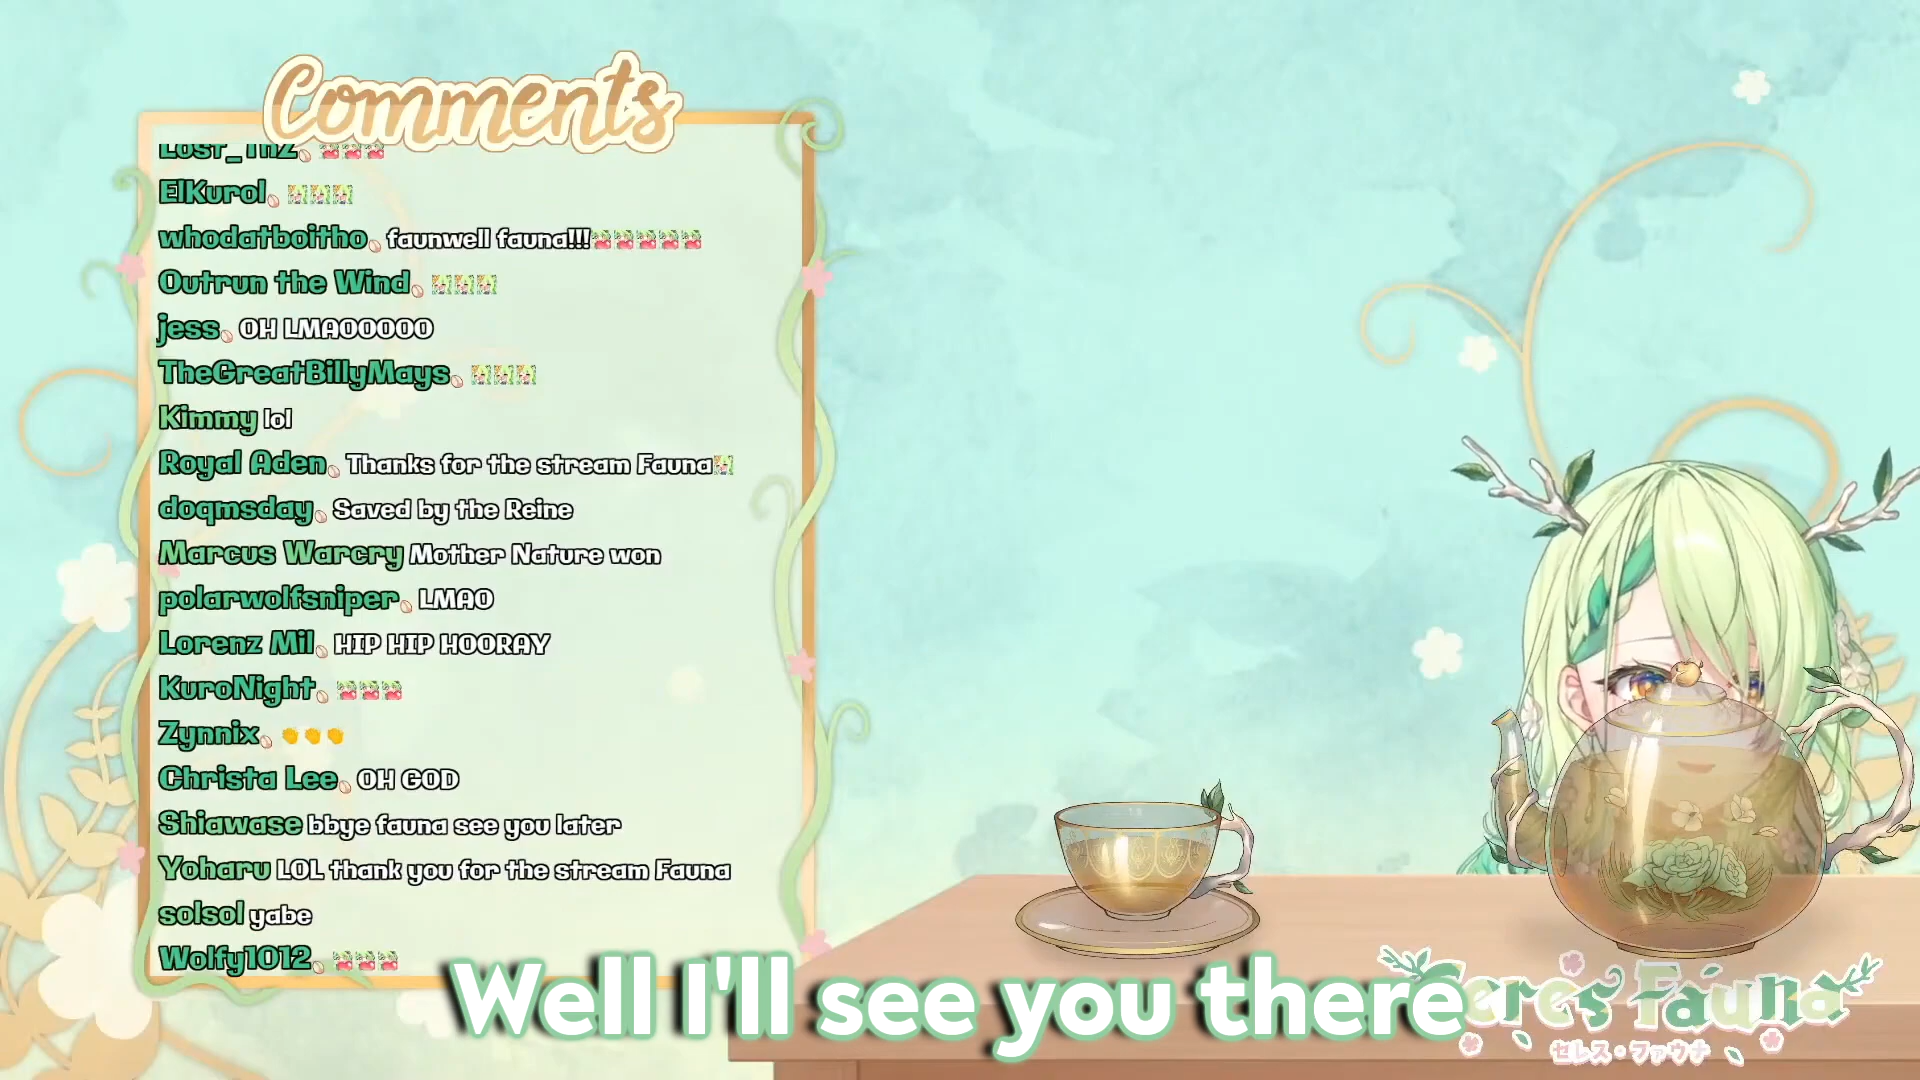 Comments
Lost_Thz
ElKurol
whodatboitho faunwell fauna!!!
Outrun the Wind
jess OH LMAOOOOO
TheGreatBillyMays
Kimmy lol
Royal Aden Thanks for the stream Fauna
doqmsday Saved by the Reine
Marcus Warcry Mother Nature won
polarwolfsniper LMAO
Lorenz Mil HIP HIP HOORAY
KuroNight
Zynnix 👏👏👏
Christa Lee OH GOD
Shiawase bbye fauna see you later
Yoharu LOL thank you for the stream Fauna
solsol yabe
Wolfy1012
Well I'll see you there
Ceres Fauna
セレス・ファウナ